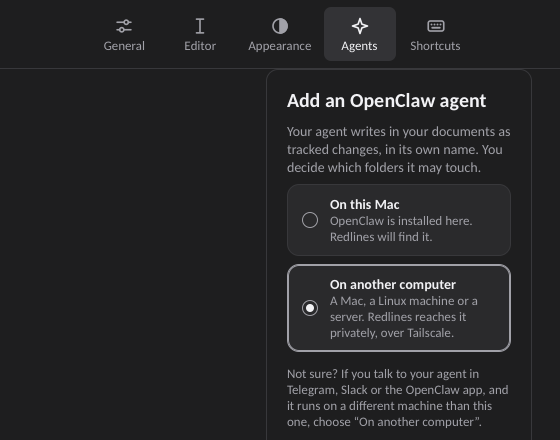 General
Editor
Appearance
Agents
Shortcuts
Add an OpenClaw agent
Your agent writes in your documents as
tracked changes, in its own name. You
decide which folders it may touch.
On this Mac
OpenClaw is installed here.
Redlines will find it.
On another computer
A Mac, a Linux machine or a
server. Redlines reaches it
privately, over Tailscale.
Not sure? If you talk to your agent in
Telegram, Slack or the OpenClaw app, and
it runs on a different machine than this
one, choose “On another computer”.